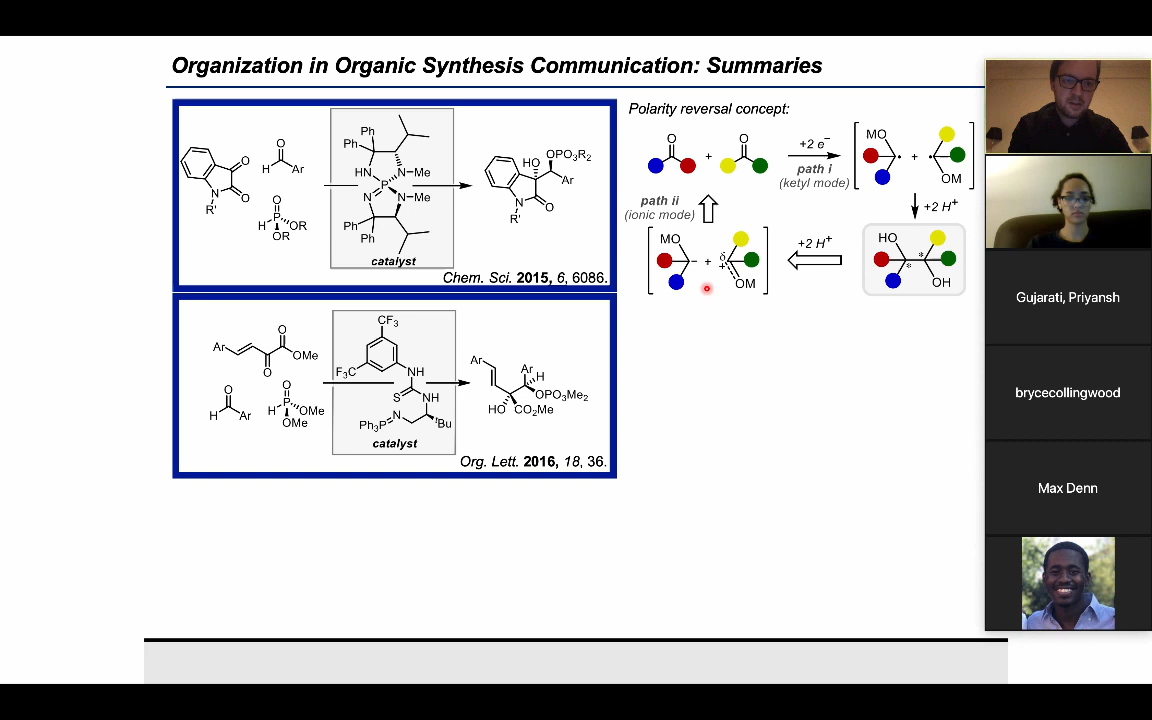 Organization in Organic Synthesis Communication: Summaries
O
O
N
R'
O
H
Ar
O
H
P
OR
OR
Ph
Ph
HN
N
Me
P
N
N
Me
Ph
Ph
catalyst
HO
OPO3R2
Ar
O
N
R'
Chem. Sci. 2015, 6, 6086.
Polarity reversal concept:
O
+
O
+2 e–
path i
(ketyl mode)
MO
·
+
·
OM
path ii
(ionic mode)
+2 H+
MO
–
+
δ
+
OM
+2 H+
HO
*
*
OH
Ar
O
OMe
O
O
H
Ar
O
H
P
OMe
OMe
CF3
F3C
NH
S
NH
Ph3P
N
tBu
catalyst
Ar
Ar
H
OPO3Me2
HO
CO2Me
Org. Lett. 2016, 18, 36.
Gujarati, Priyansh
brycecollingwood
Max Denn